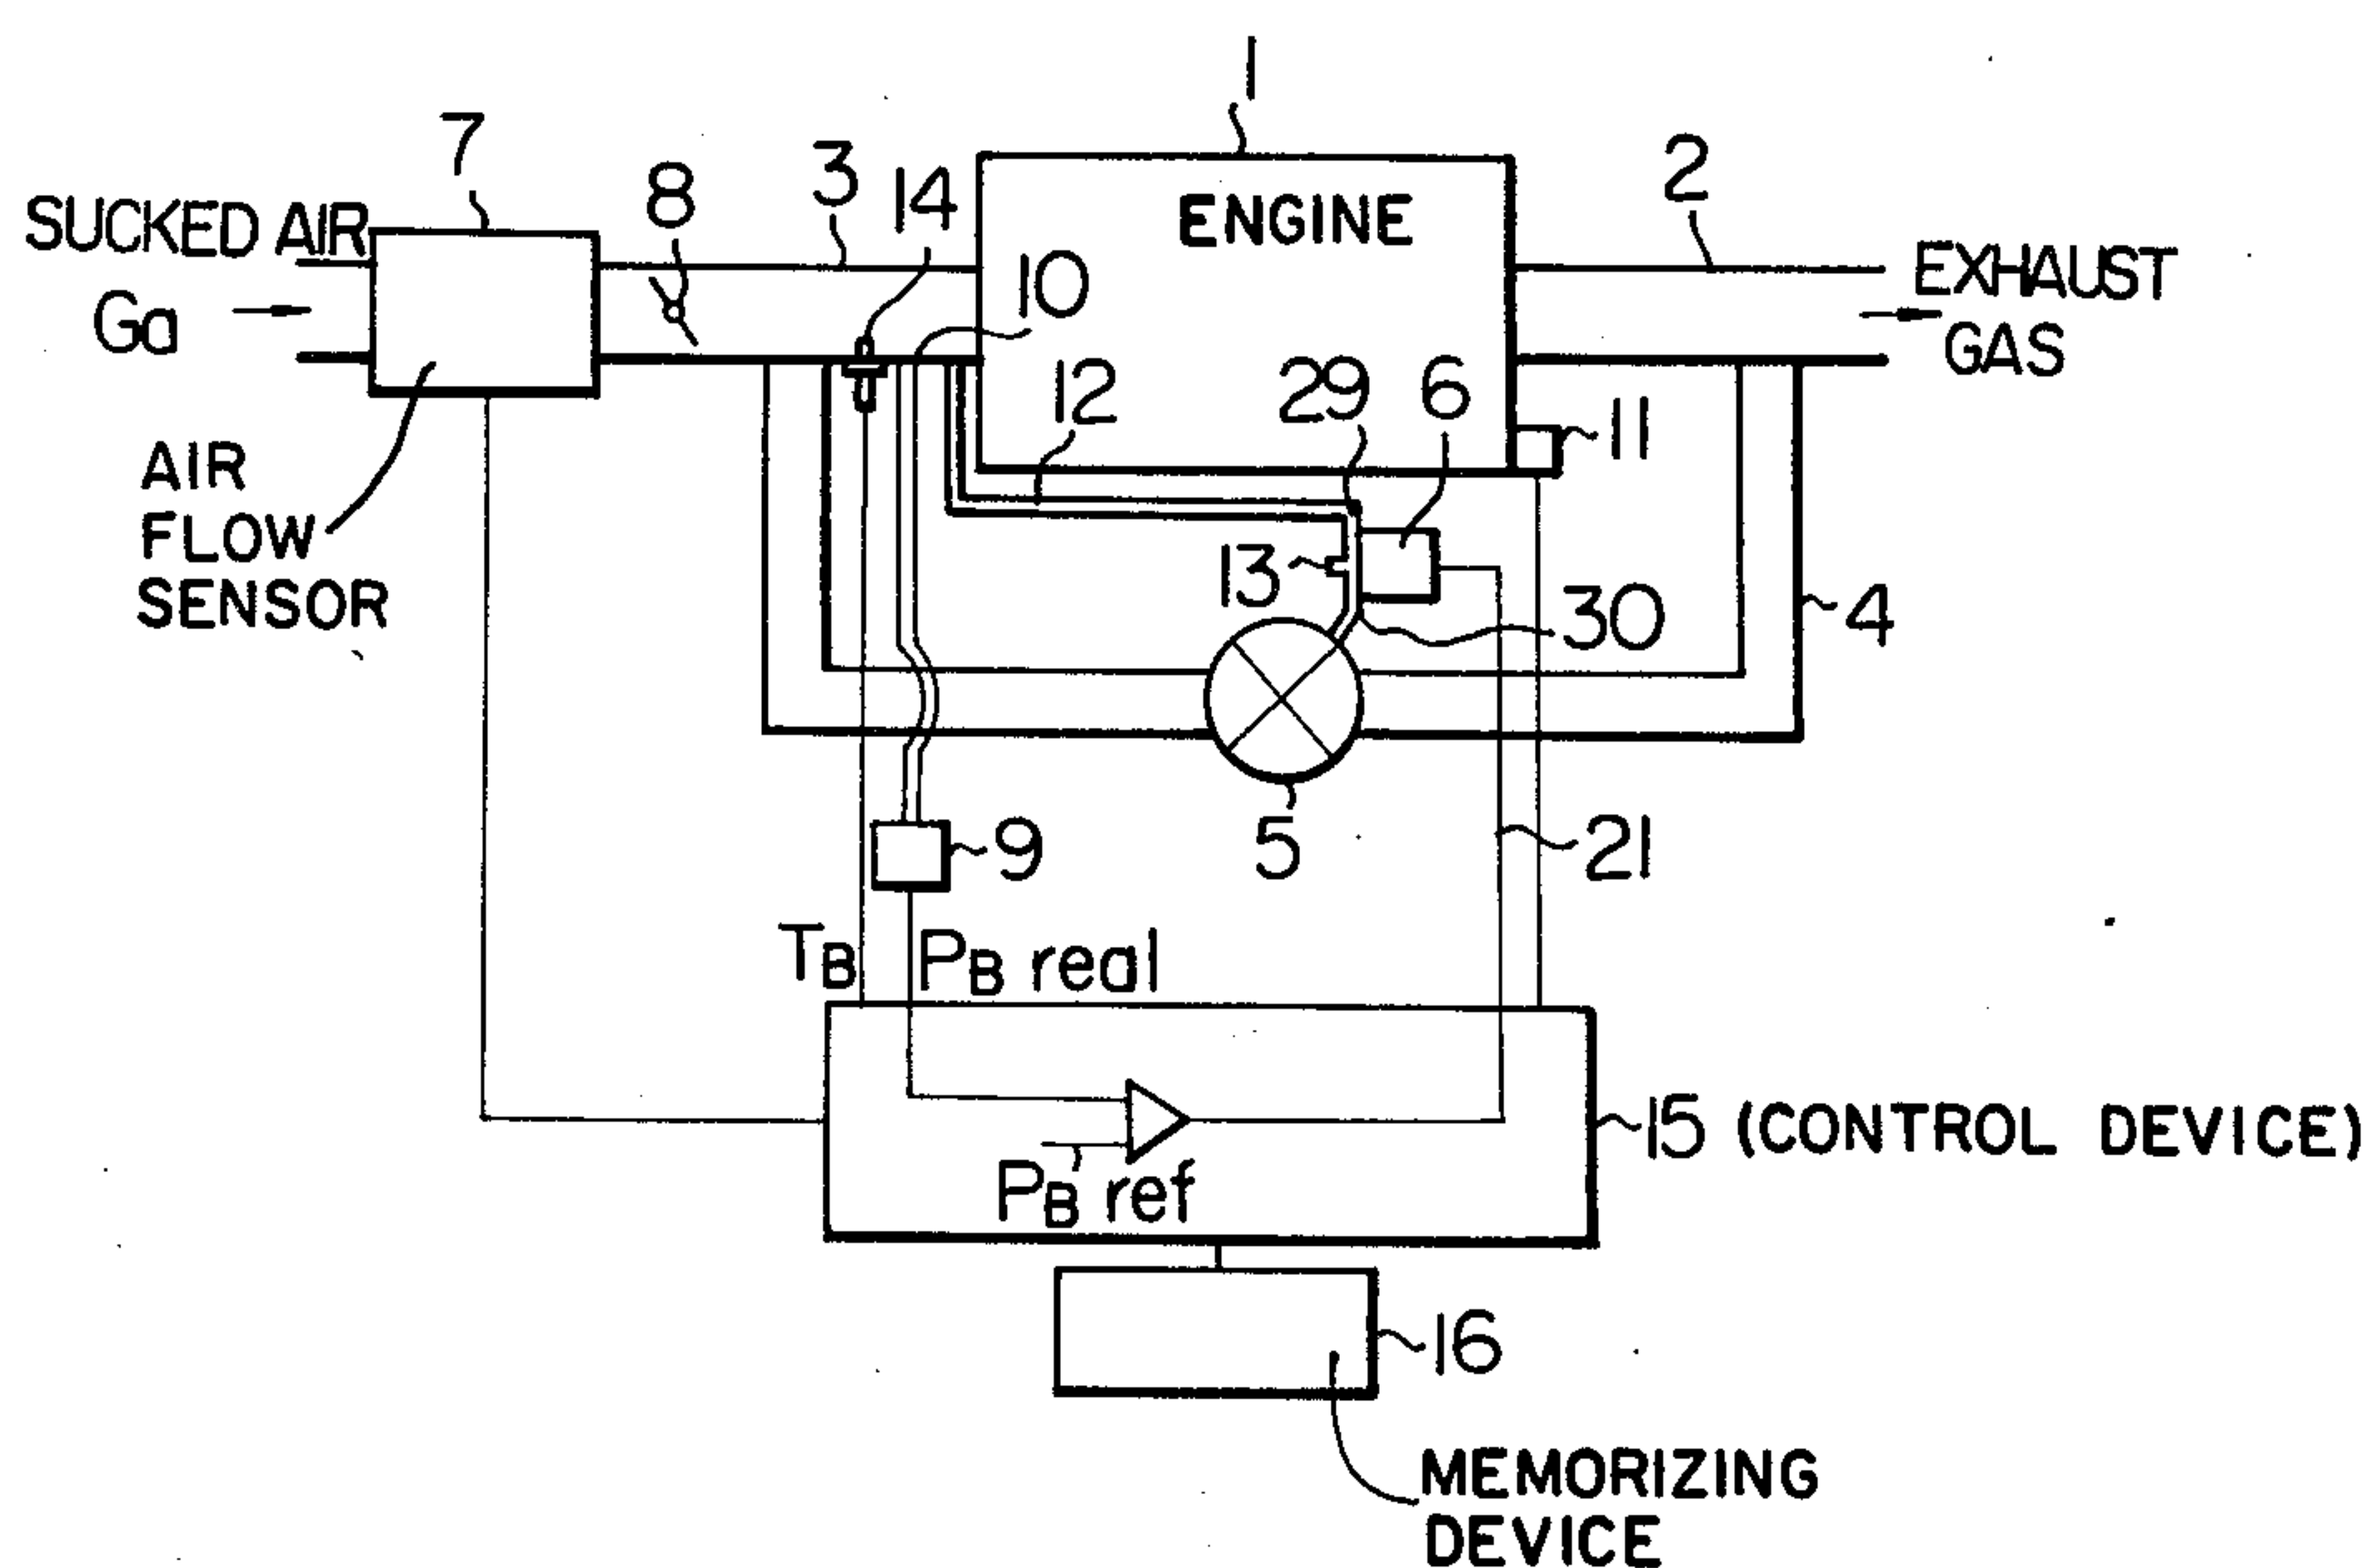 1
7
3
14
2
8
SUCKED AIR
ENGINE
EXHAUST
GAS
Ga
10
12
29
6
11
AIR
FLOW
SENSOR
13
30
4
9
5
21
TB
PB real
15 (CONTROL DEVICE)
PB ref
16
MEMORIZING
DEVICE